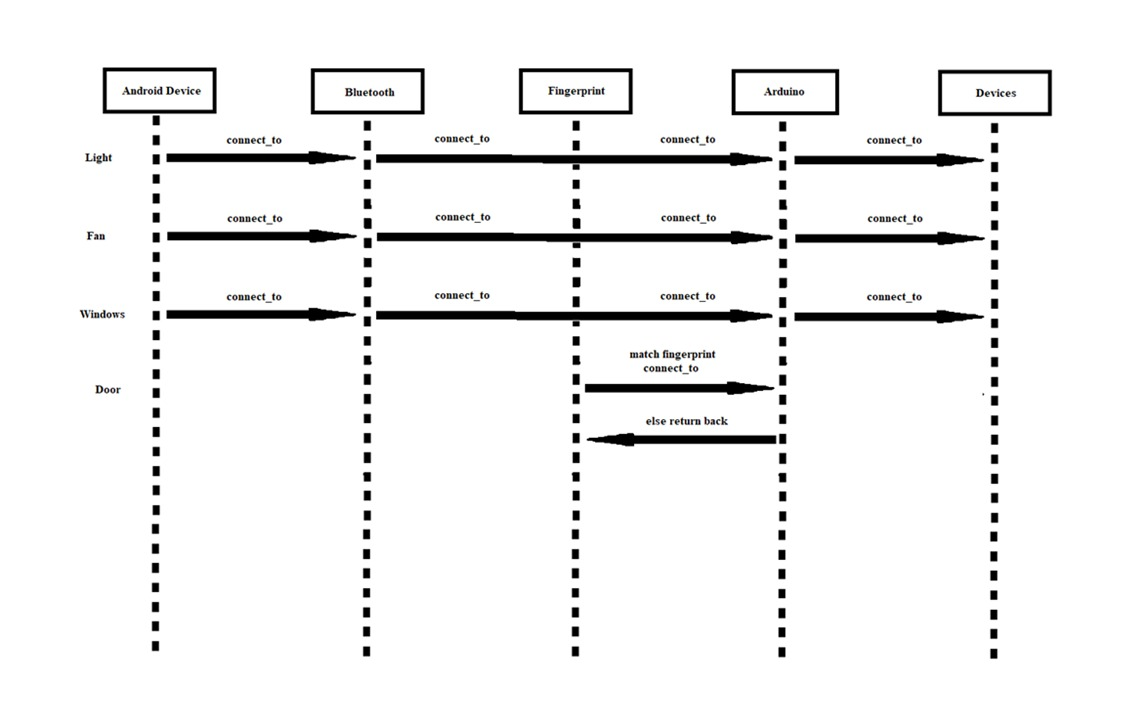 Android Device
Bluetooth
Fingerprint
Arduino
Devices
Light
connect_to
connect_to
connect_to
connect_to
Fan
connect_to
connect_to
connect_to
connect_to
Windows
connect_to
connect_to
connect_to
connect_to
Door
match fingerprint
connect_to
else return back